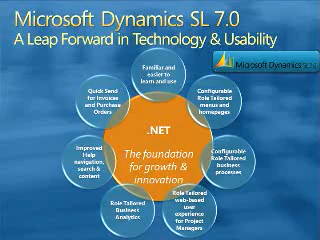 Microsoft Dynamics SL 7.0
A Leap Forward in Technology & Usability
Microsoft Dynamics SL 7.0
Familiar and
easier to
learn and use
Quick Send
for Invoices
and Purchase
Orders
Configurable
Role Tailored
menus and
homepages
.NET
The foundation
for growth &
innovation
Improved
Help
navigation,
search &
content
Configurable
Role Tailored
business
processes
Role Tailored
Business
Analytics
Role Tailored
web-based
user
experience
for Project
Managers